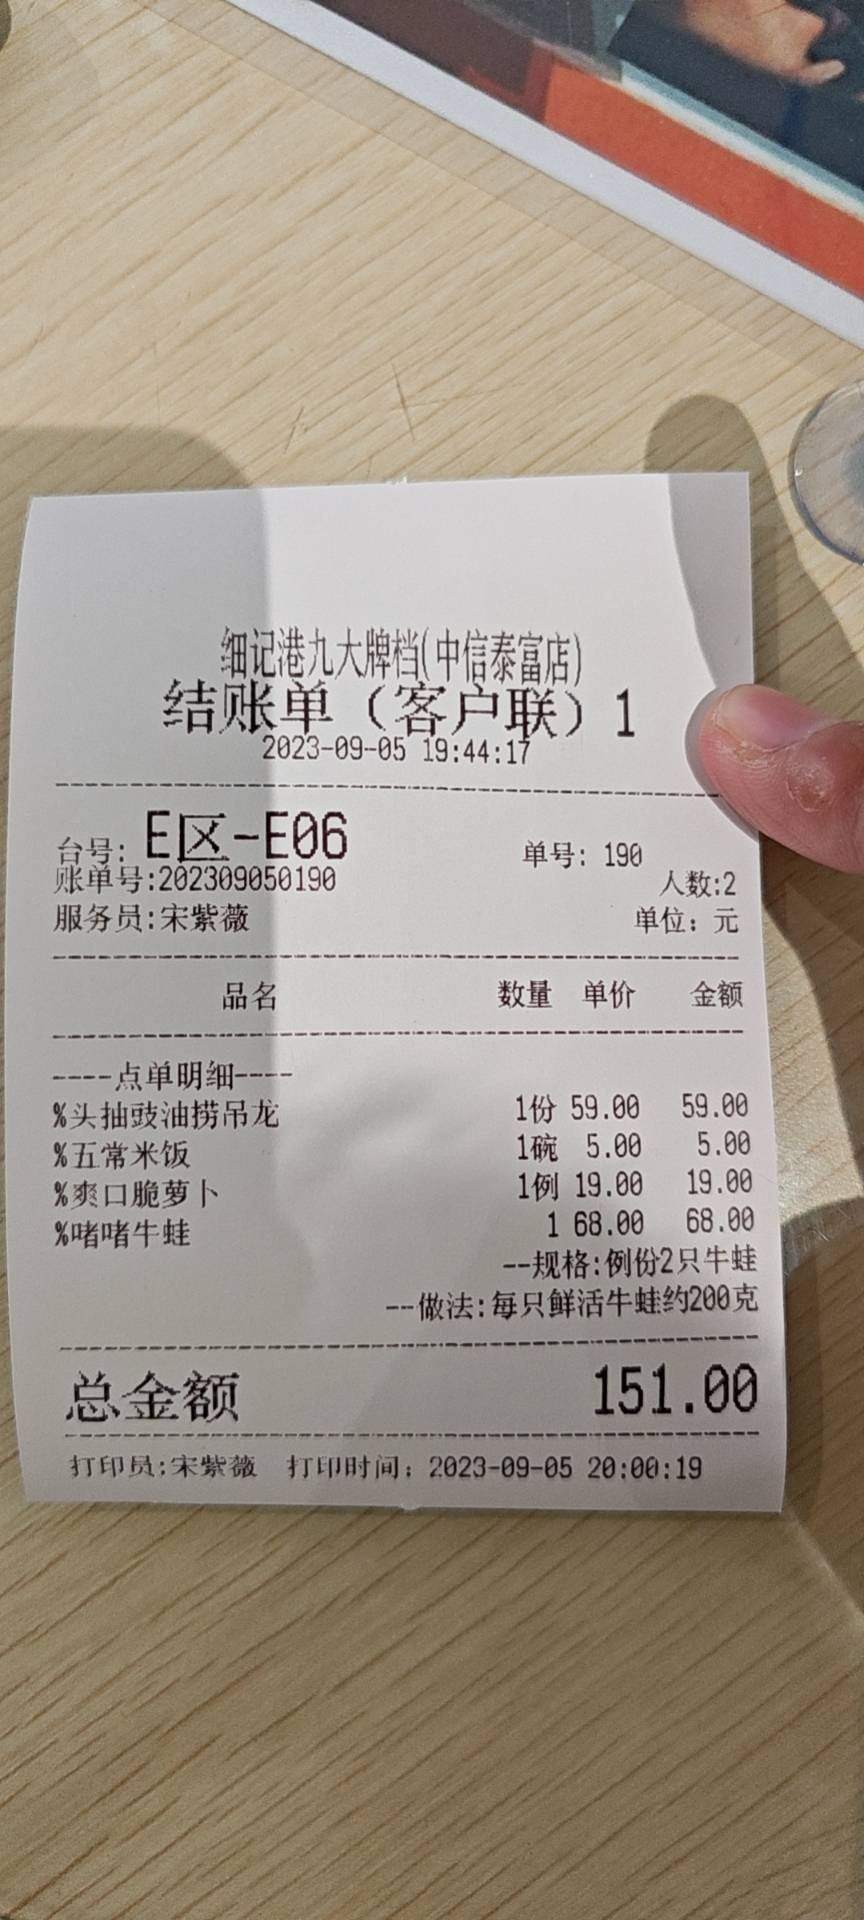 细记港九大牌档(中信泰富店)
结账单（客户联）1
2023-09-05 19:44:17
台号: E区-E06 单号: 190
账单号:202309050190 人数:2
服务员:宋紫薇 单位：元
品名 数量 单价 金额
----点单明细----
%头抽豉油捞吊龙 1份 59.00 59.00
%五常米饭 1碗 5.00 5.00
%爽口脆萝卜 1例 19.00 19.00
%啫啫牛蛙 1 68.00 68.00
--规格:例份2只牛蛙
--做法:每只鲜活牛蛙约200克
总金额 151.00
打印员:宋紫薇 打印时间：2023-09-05 20:00:19